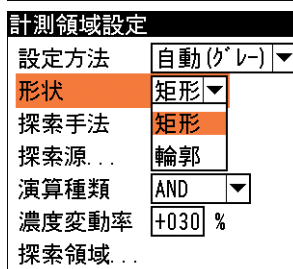 計測領域設定
設定方法 自動(グレー)▼
形状 矩形▼
探索手法 矩形
探索源... 輪郭
演算種類 AND ▼
濃度変動率 +030 %
探索領域...